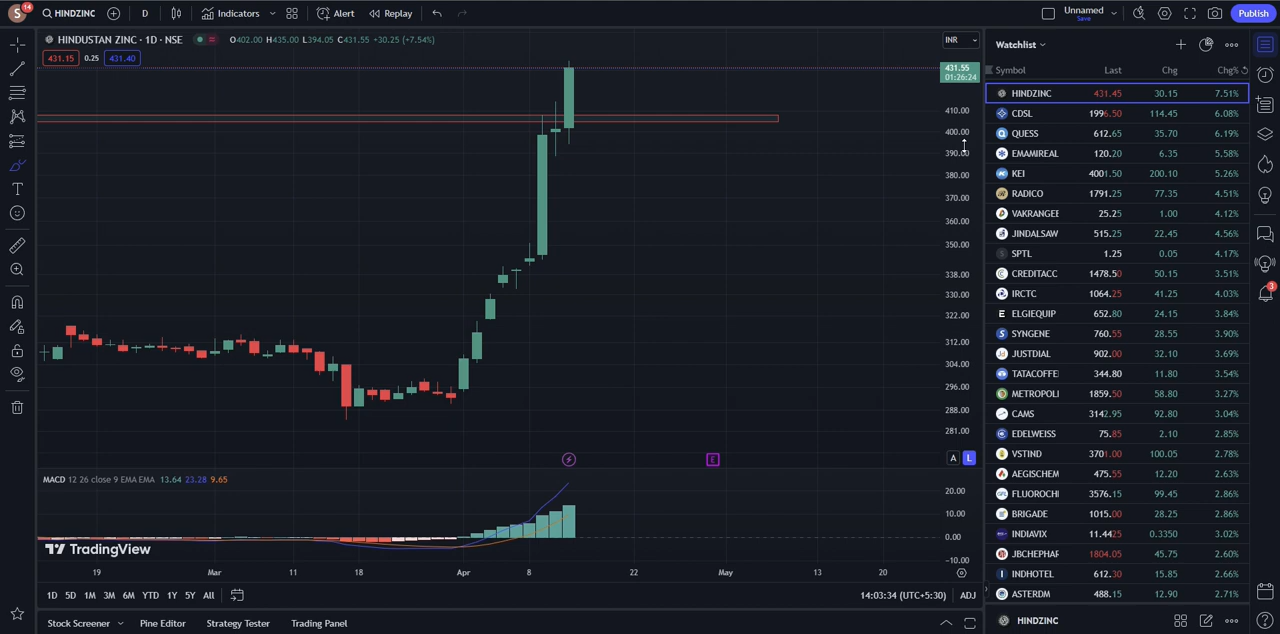 S 14 HINDZINC D Indicators Alert Replay Unnamed Save Publish
HINDUSTAN ZINC · 1D · NSE O402.00 H435.00 L394.05 C431.55 +30.25 (+7.54%) INR
431.15 0.25 431.40
431.55
01:26:24
410.00
400.00
390.00
380.00
370.00
360.00
350.00
338.00
330.00
322.00
312.00
304.00
296.00
288.00
281.00
E A L
MACD 12 26 close 9 EMA EMA 13.64 23.28 9.65
20.00
10.00
0.00
−10.00
TradingView
19 Mar 11 18 Apr 8 22 May 13 20
1D 5D 1M 3M 6M YTD 1Y 5Y All 14:03:34 (UTC+5:30) ADJ
Stock Screener Pine Editor Strategy Tester Trading Panel
Watchlist
Symbol Last Chg Chg%
HINDZINC 431.45 30.15 7.51%
CDSL 1996.50 114.45 6.08%
QUESS 612.65 35.70 6.19%
EMAMIREAL 120.20 6.35 5.58%
KEI 4001.50 200.10 5.26%
RADICO 1791.25 77.35 4.51%
VAKRANGEE 25.25 1.00 4.12%
JINDALSAW 515.25 22.45 4.56%
S SPTL 1.25 0.05 4.17%
CREDITACC 1478.50 50.15 3.51%
IRCTC 1064.25 41.25 4.03%
E ELGIEQUIP 652.80 24.15 3.84%
SYNGENE 760.55 28.55 3.90%
JUSTDIAL 902.00 32.10 3.69%
TATACOFFE 344.80 11.80 3.54%
METROPOLI 1859.50 58.80 3.27%
CAMS 3142.95 92.80 3.04%
EDELWEISS 75.85 2.10 2.85%
VSTIND 3701.00 100.05 2.78%
AEGISCHEM 475.55 12.20 2.63%
FLUOROCHI 3576.15 99.45 2.86%
BRIGADE 1015.00 28.25 2.86%
INDIAVIX 11.4425 0.3350 3.02%
JBCHEPHAR 1804.05 45.75 2.60%
INDHOTEL 612.30 15.85 2.66%
ASTERDM 488.15 12.90 2.71%
HINDZINC
3